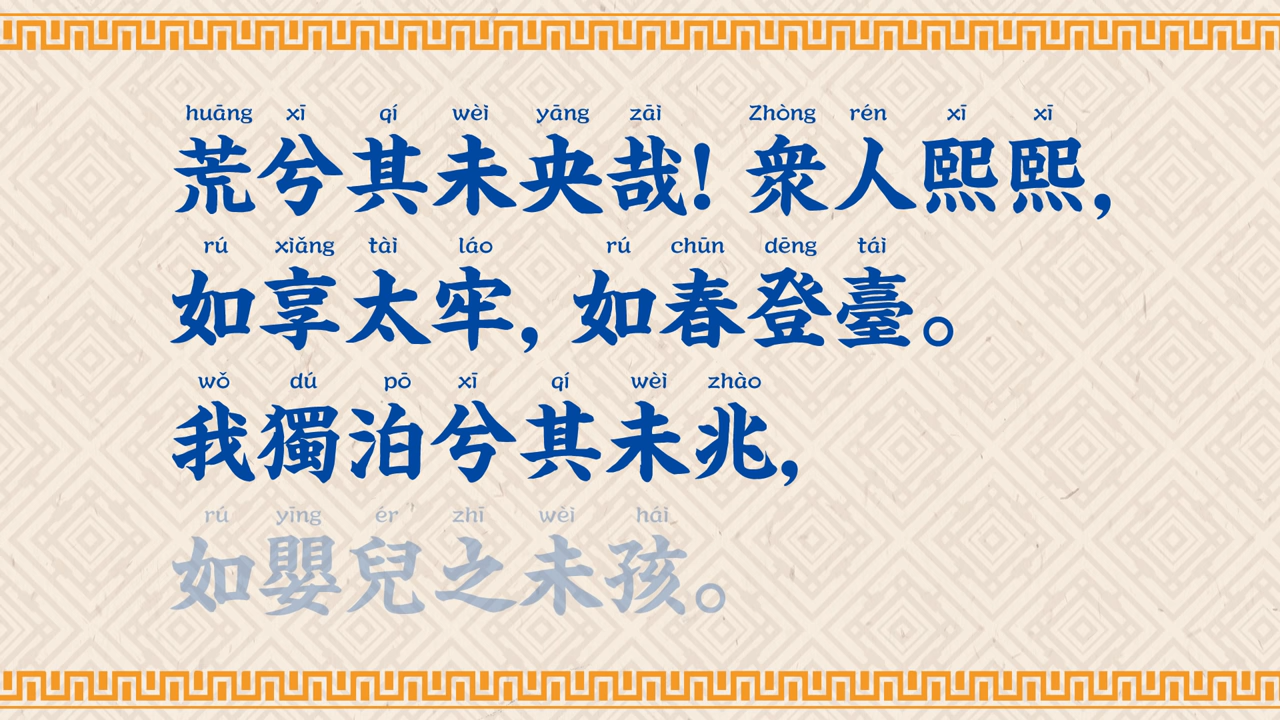 huāng xī qí wèi yāng zāi Zhòng rén xī xī
荒兮其未央哉! 衆人熙熙,
rú xiǎng tài láo rú chūn dēng tái
如享太牢, 如春登臺。
wǒ dú pō xī qí wèi zhào
我獨泊兮其未兆,
rú yīng ér zhī wèi hái
如嬰兒之未孩。